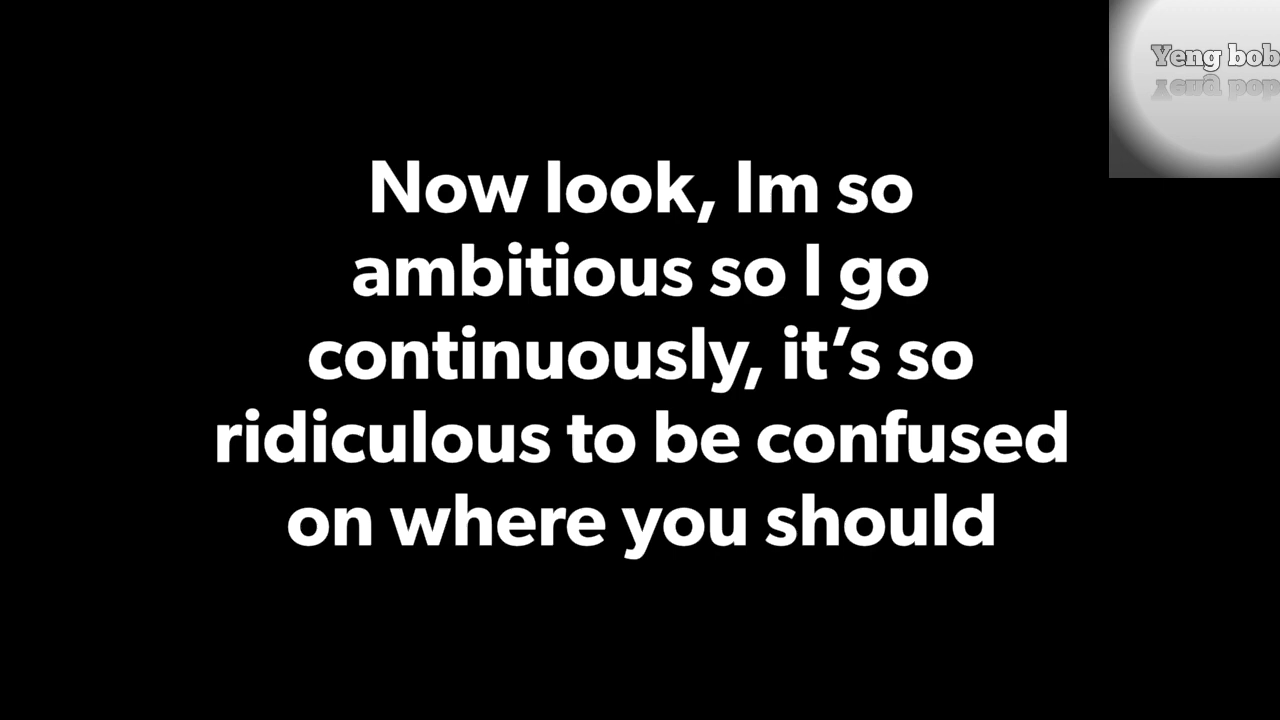 Yeng bob
Now look, Im so
ambitious so I go
continuously, it’s so
ridiculous to be confused
on where you should